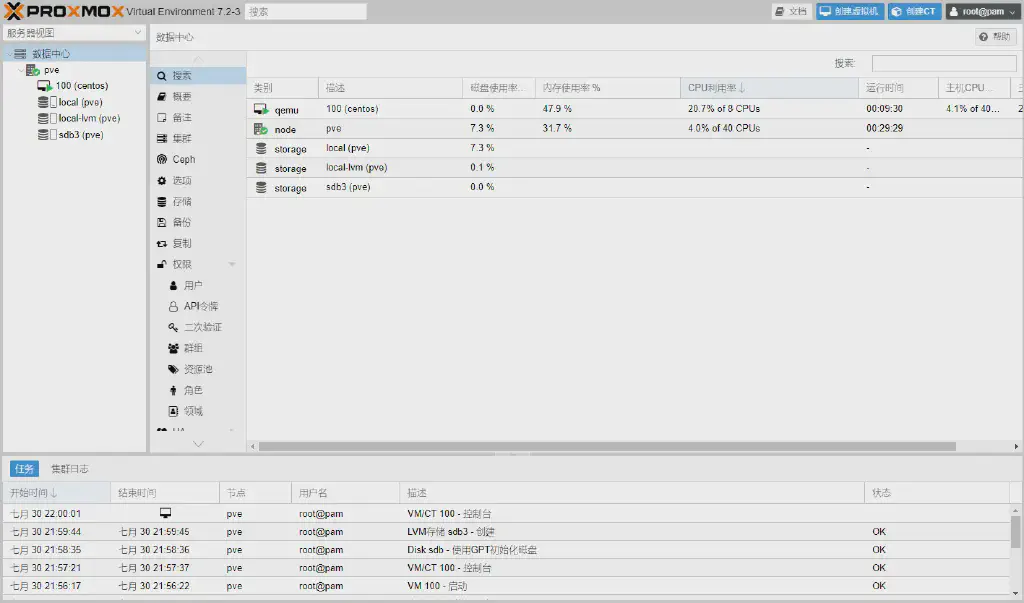 PROXMOX Virtual Environment 7.2-3 搜索 文档 创建虚拟机 创建CT root@pam
服务器视图
数据中心
pve
100 (centos)
local (pve)
local-lvm (pve)
sdb3 (pve)
数据中心 帮助
搜索
概要
备注
集群
Ceph
选项
存储
备份
复制
权限
用户
API令牌
二次验证
群组
资源池
角色
领域
HA
搜索:
类别 描述 磁盘使用率... 内存使用率 % CPU利用率↓ 运行时间 主机CPU...
qemu 100 (centos) 0.0 % 47.9 % 20.7% of 8 CPUs 00:09:30 4.1% of 40... 2
node pve 7.3 % 31.7 % 4.0% of 40 CPUs 00:29:29
storage local (pve) 7.3 % -
storage local-lvm (pve) 0.1 % -
storage sdb3 (pve) 0.0 % -
任务 集群日志
开始时间↓ 结束时间 节点 用户名 描述 状态
七月 30 22:00:01 pve root@pam VM/CT 100 - 控制台
七月 30 21:59:44 七月 30 21:59:45 pve root@pam LVM存储 sdb3 - 创建 OK
七月 30 21:58:35 七月 30 21:58:36 pve root@pam Disk sdb - 使用GPT初始化磁盘 OK
七月 30 21:57:21 七月 30 21:57:37 pve root@pam VM/CT 100 - 控制台 OK
七月 30 21:56:17 七月 30 21:56:22 pve root@pam VM 100 - 启动 OK